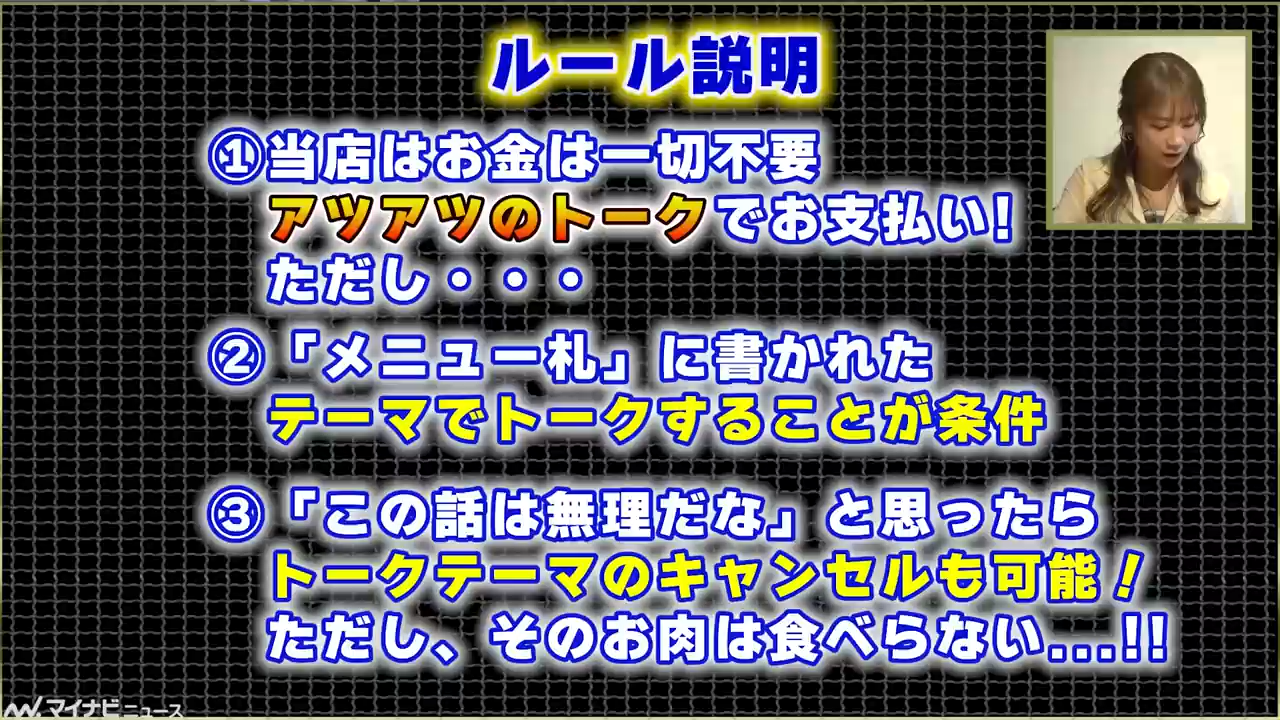 ルール説明
①当店はお金は一切不要
アツアツのトークでお支払い!
ただし・・・
②「メニュー札」に書かれた
テーマでトークすることが条件
③「この話は無理だな」と思ったら
トークテーマのキャンセルも可能！
ただし、そのお肉は食べらない...!!
マイナビニュース